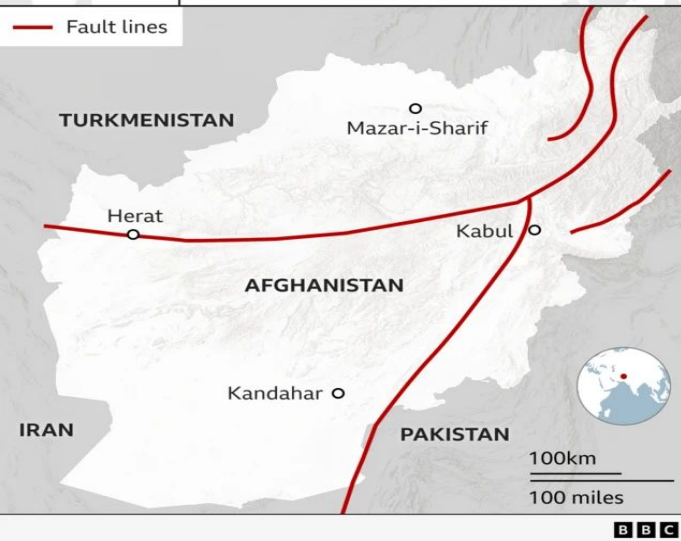 Fault lines
TURKMENISTAN
Mazar-i-Sharif
Herat
Kabul
AFGHANISTAN
Kandahar
IRAN
PAKISTAN
100km
100 miles
BBC